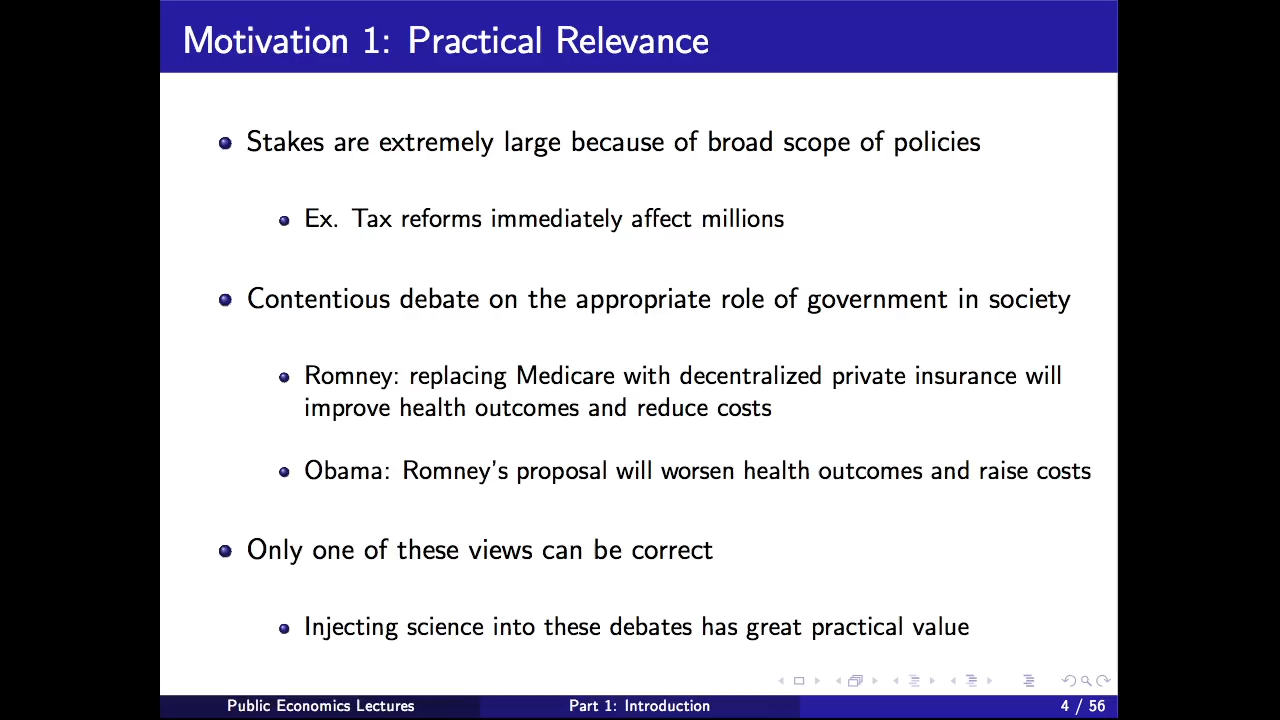 Motivation 1: Practical Relevance
Stakes are extremely large because of broad scope of policies
Ex. Tax reforms immediately affect millions
Contentious debate on the appropriate role of government in society
Romney: replacing Medicare with decentralized private insurance will
improve health outcomes and reduce costs
Obama: Romney's proposal will worsen health outcomes and raise costs
Only one of these views can be correct
Injecting science into these debates has great practical value
Public Economics Lectures Part 1: Introduction 4 / 56